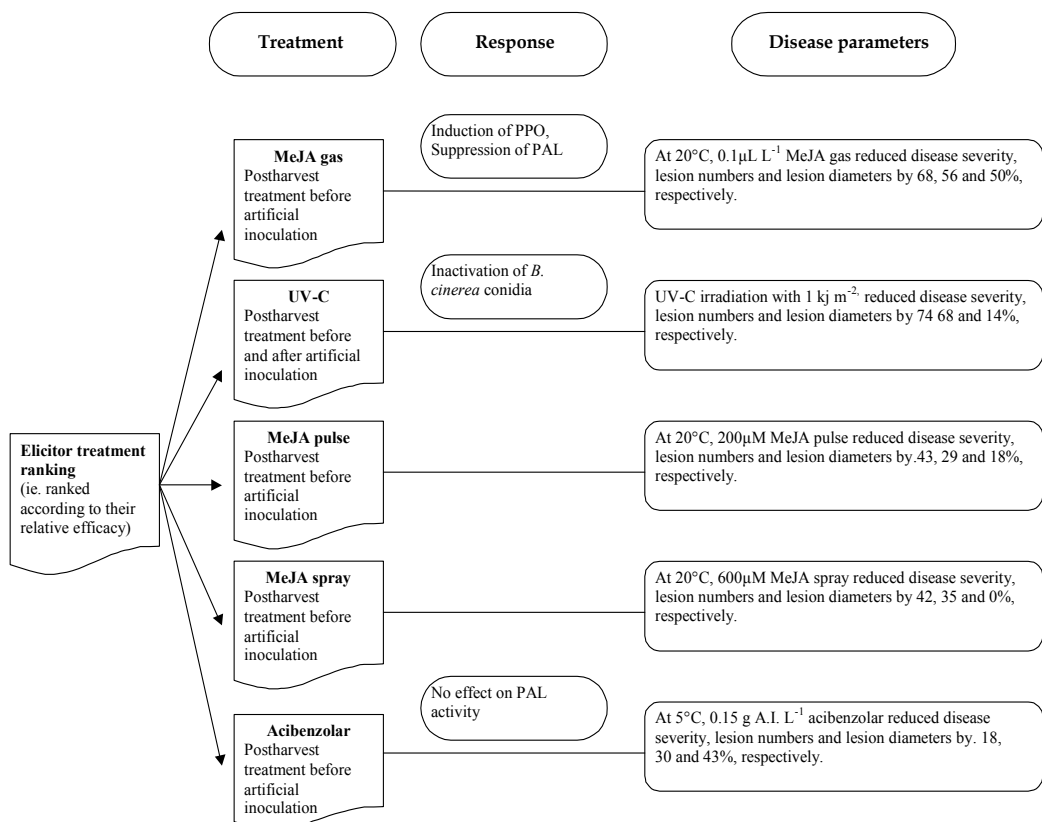 Treatment
Response
Disease parameters
Induction of PPO,
Suppression of PAL
MeJA gas
Postharvest
treatment before
artificial
inoculation
At 20°C, 0.1µL L-1 MeJA gas reduced disease severity,
lesion numbers and lesion diameters by 68, 56 and 50%,
respectively.
Inactivation of B.
cinerea conidia
UV-C
Postharvest
treatment before
and after artificial
inoculation
UV-C irradiation with 1 kj m-2, reduced disease severity,
lesion numbers and lesion diameters by 74 68 and 14%,
respectively.
Elicitor treatment
ranking
(ie. ranked
according to their
relative efficacy)
MeJA pulse
Postharvest
treatment before
artificial
inoculation
At 20°C, 200µM MeJA pulse reduced disease severity,
lesion numbers and lesion diameters by.43, 29 and 18%,
respectively.
MeJA spray
Postharvest
treatment before
artificial
inoculation
At 20°C, 600µM MeJA spray reduced disease severity,
lesion numbers and lesion diameters by 42, 35 and 0%,
respectively.
No effect on PAL
activity
Acibenzolar
Postharvest
treatment before
artificial
inoculation
At 5°C, 0.15 g A.I. L-1 acibenzolar reduced disease
severity, lesion numbers and lesion diameters by. 18,
30 and 43%, respectively.